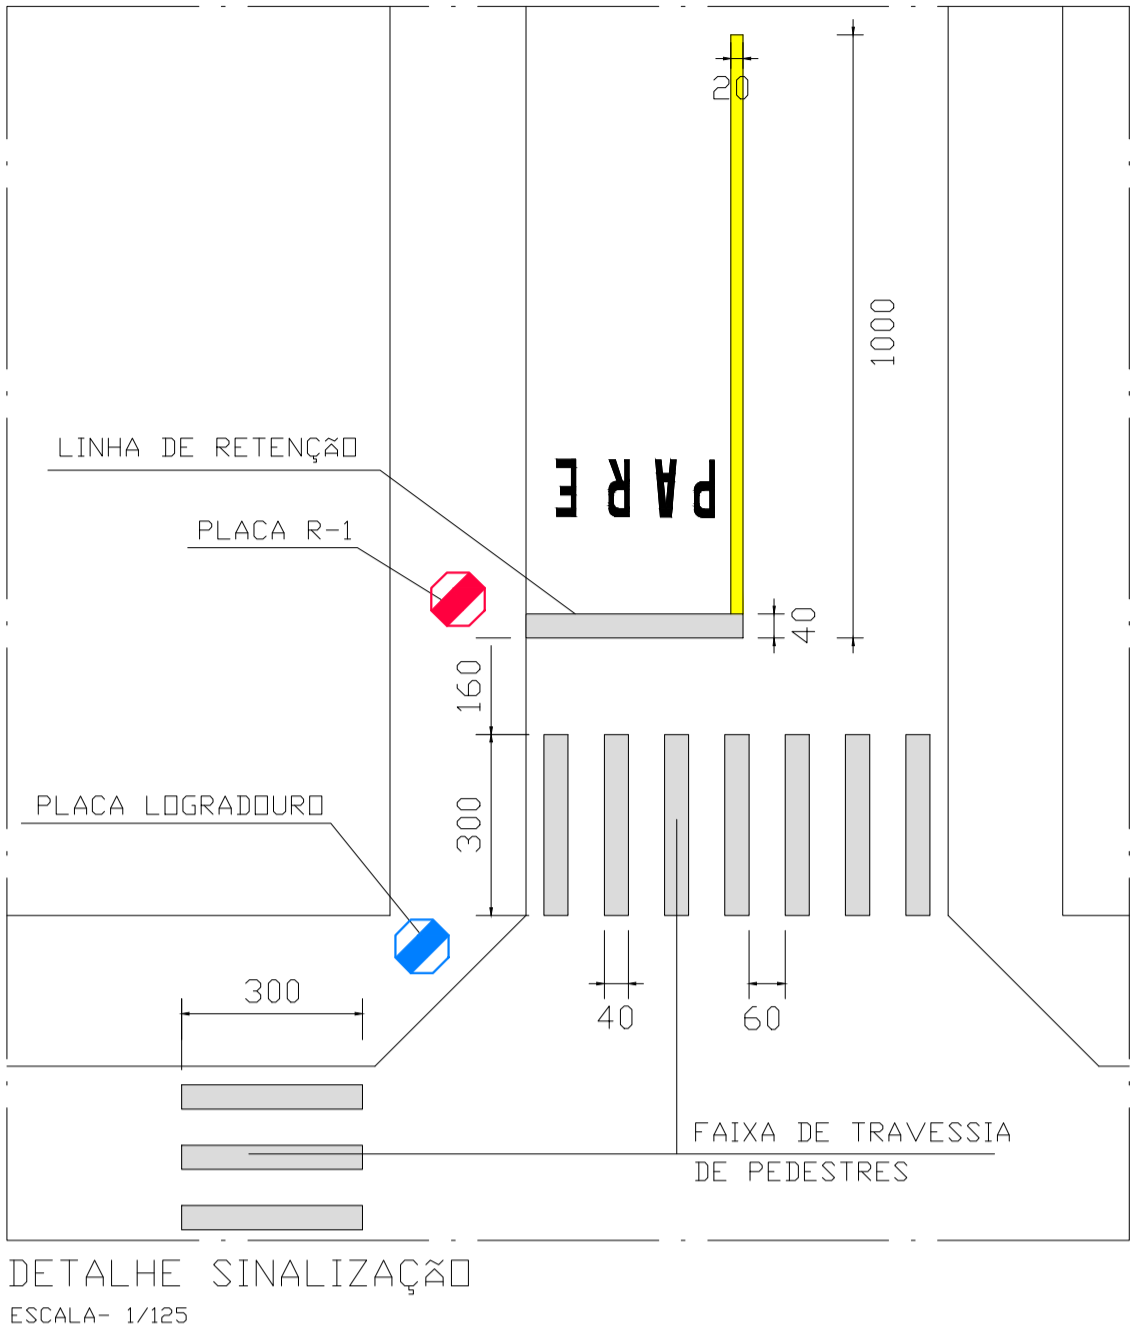 20
1000
LINHA DE RETENÇÃO
PARE
PLACA R-1
40
160
PLACA LOGRADOURO
300
300
40
60
FAIXA DE TRAVESSIA
DE PEDESTRES
DETALHE SINALIZAÇÃO
ESCALA- 1/125